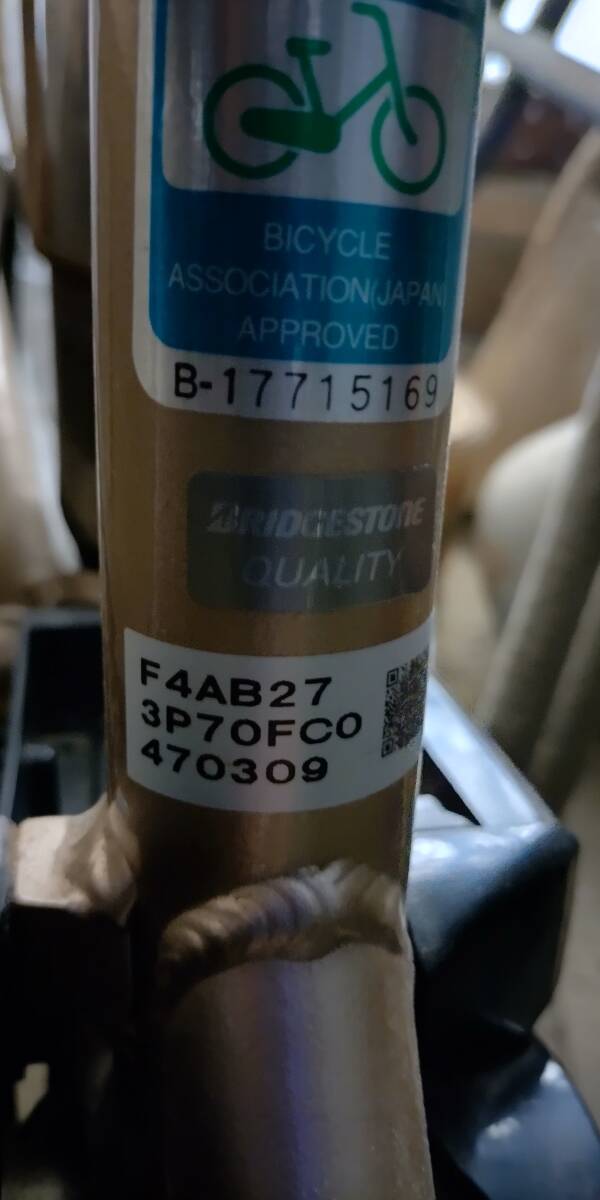 BICYCLE
ASSOCIATION(JAPAN)
APPROVED
B-17715169
BRIDGESTONE
QUALITY
F4AB27
3P70FC0
470309